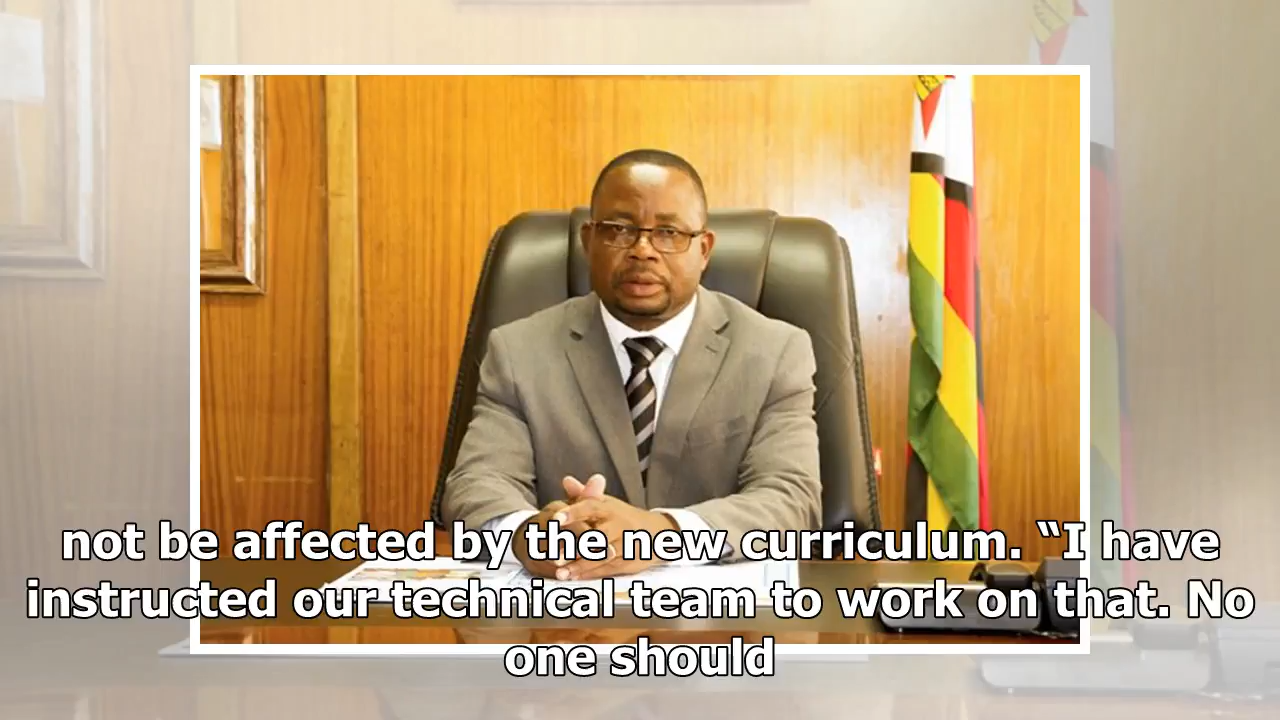 not be affected by the new curriculum. “I have
instructed our technical team to work on that. No
one should